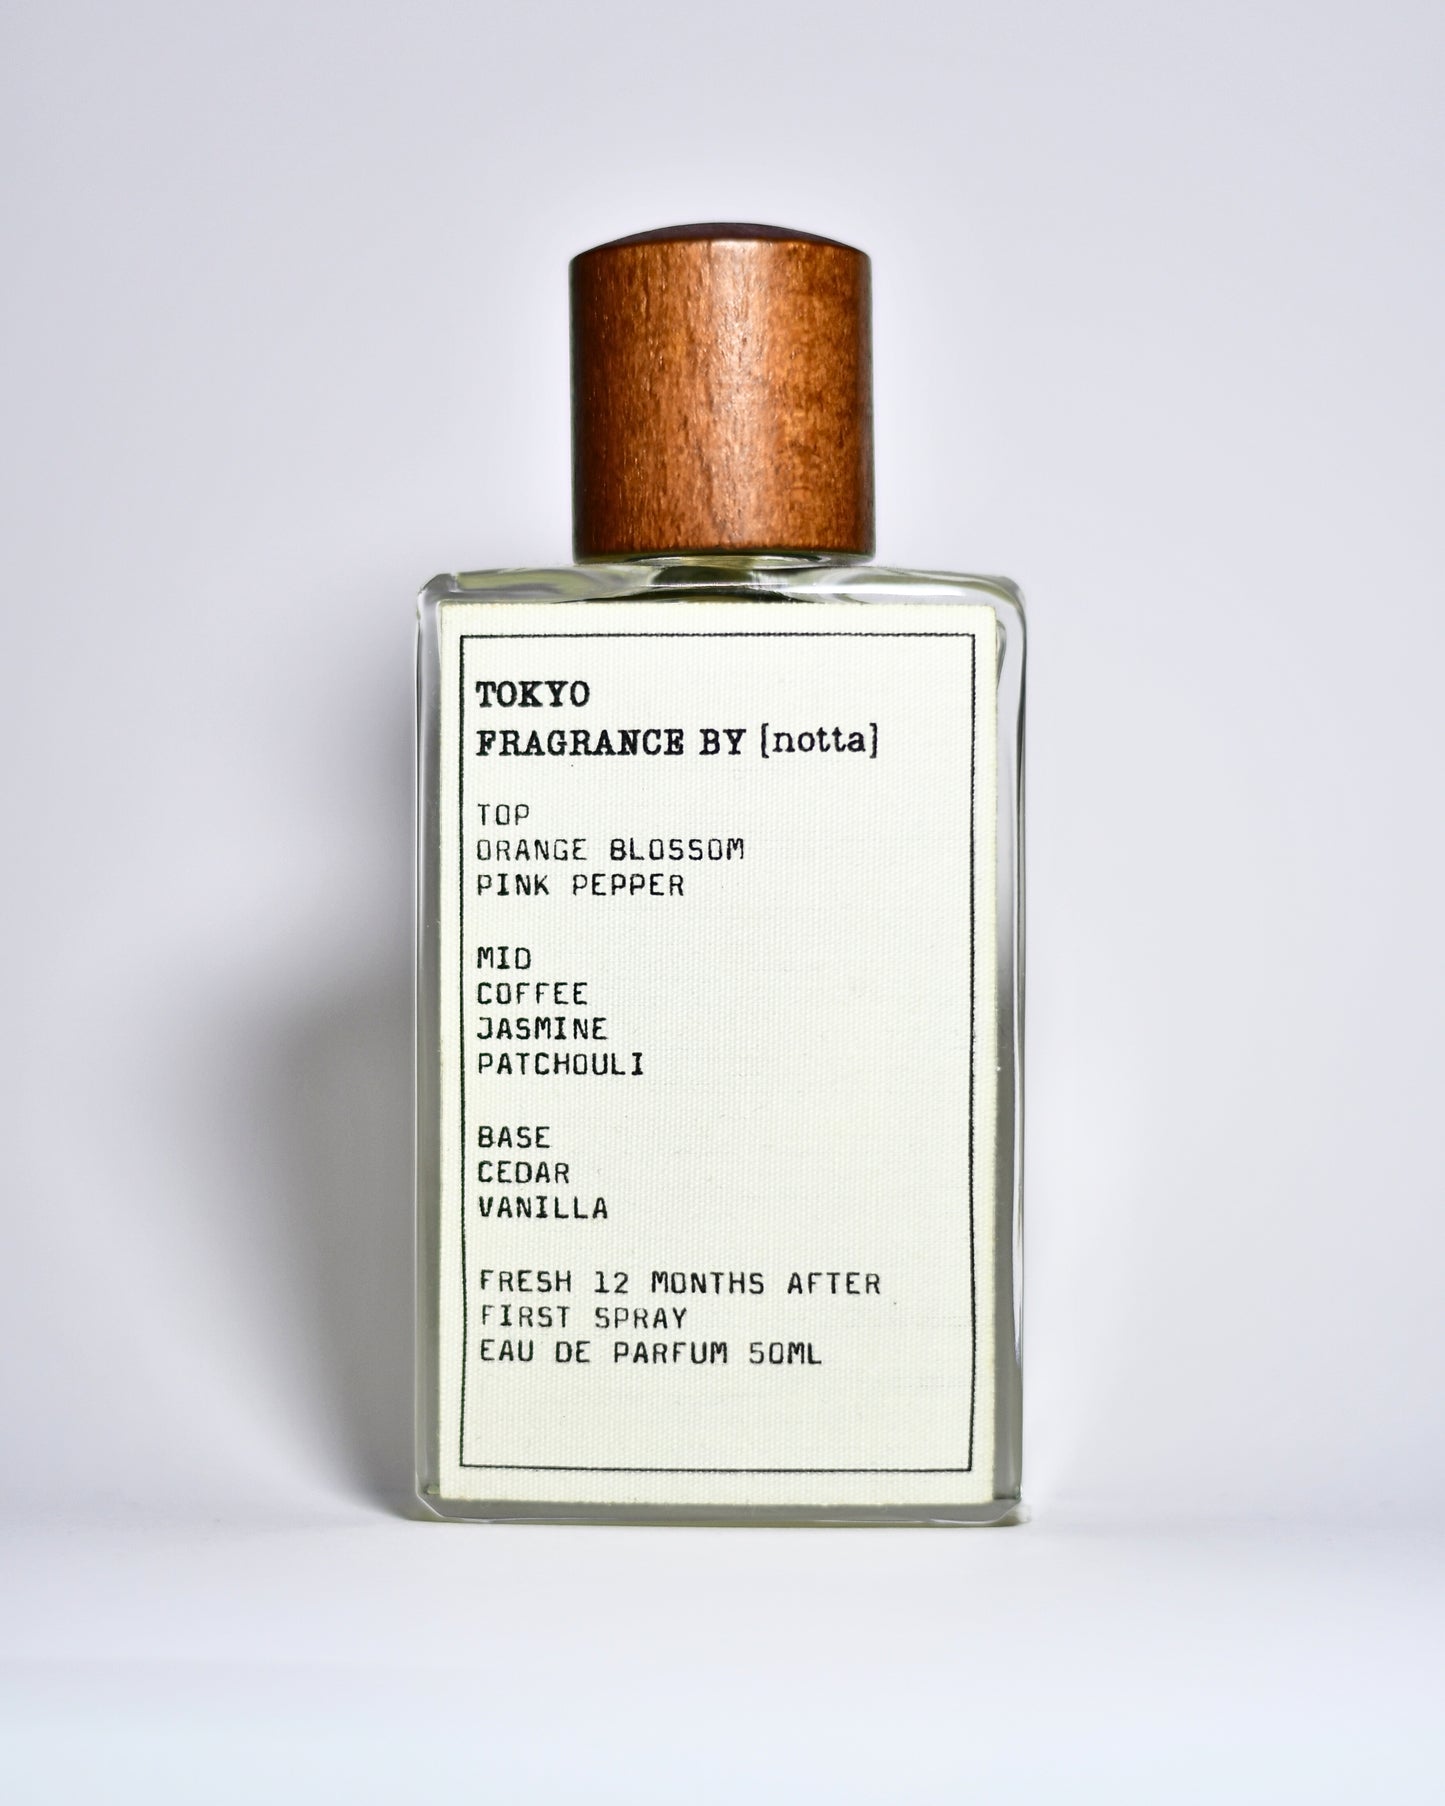 TOKYO
FRAGRANCE BY [notta]
TOP
ORANGE BLOSSOM
PINK PEPPER
MID
COFFEE
JASMINE
PATCHOULI
BASE
CEDAR
VANILLA
FRESH 12 MONTHS AFTER
FIRST SPRAY
EAU DE PARFUM 50ML